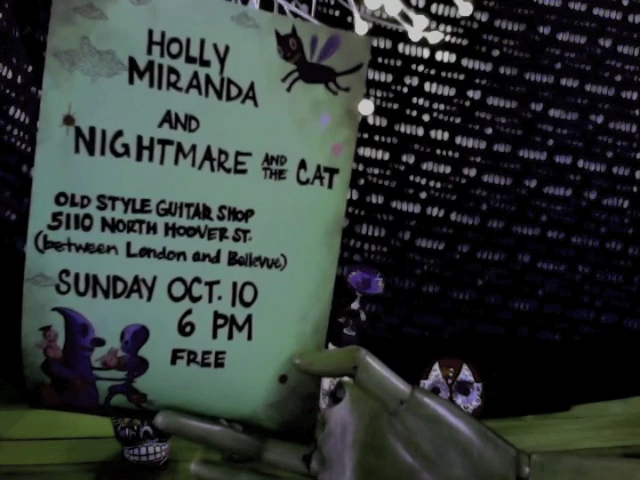 HOLLY
MIRANDA
AND
NIGHTMARE AND THE CAT
OLD STYLE GUITAR SHOP
5110 NORTH HOOVER ST.
(between London and Bellevue)
SUNDAY OCT. 10
6 PM
FREE